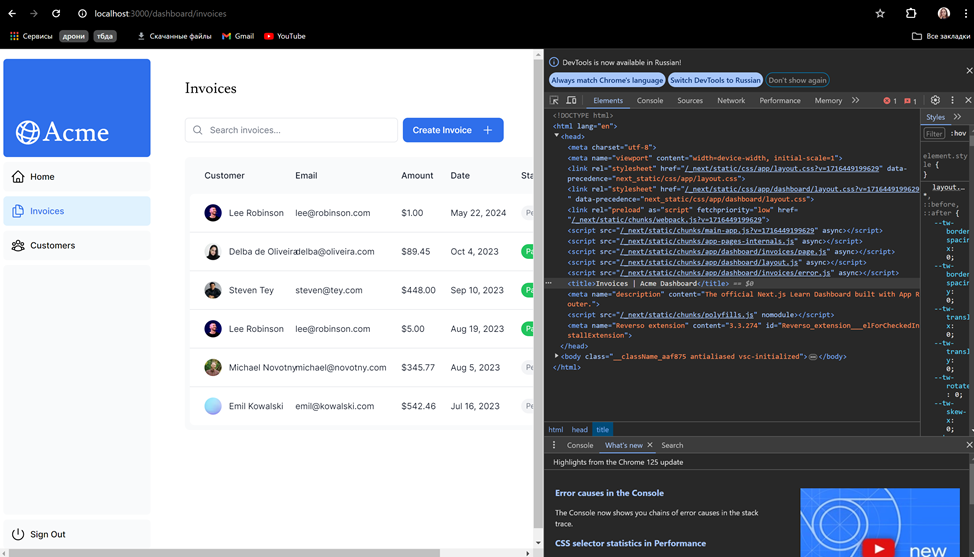 localhost:3000/dashboard/invoices
Сервисы дрони тбда Скачанные файлы Gmail YouTube Все закладки
Acme
Home
Invoices
Customers
Sign Out
Invoices
Search invoices...
Create Invoice +
Customer Email Amount Date Sta
Lee Robinson lee@robinson.com $1.00 May 22, 2024 Pe
Delba de Oliveira delba@oliveira.com $89.45 Oct 4, 2023 Pa
Steven Tey steven@tey.com $448.00 Sep 10, 2023 Pa
Lee Robinson lee@robinson.com $5.00 Aug 19, 2023 Pa
Michael Novotny michael@novotny.com $345.77 Aug 5, 2023 Pe
Emil Kowalski emil@kowalski.com $542.46 Jul 16, 2023 Pe
DevTools is now available in Russian!
Always match Chrome's language Switch DevTools to Russian Don't show again
Elements Console Sources Network Performance Memory 1 1
<!DOCTYPE html>
<html lang="en">
<head>
<meta charset="utf-8">
<meta name="viewport" content="width=device-width, initial-scale=1">
<link rel="stylesheet" href="/_next/static/css/app/layout.css?v=1716449199629" data-
precedence="next_static/css/app/layout.css">
<link rel="stylesheet" href="/_next/static/css/app/dashboard/layout.css?v=1716449199629
" data-precedence="next_static/css/app/dashboard/layout.css">
<link rel="preload" as="script" fetchpriority="low" href=
"/_next/static/chunks/webpack.js?v=1716449199629">
<script src="/_next/static/chunks/main-app.js?v=1716449199629" async></script>
<script src="/_next/static/chunks/app-pages-internals.js" async></script>
<script src="/_next/static/chunks/app/dashboard/invoices/page.js" async></script>
<script src="/_next/static/chunks/app/dashboard/layout.js" async></script>
<script src="/_next/static/chunks/app/dashboard/invoices/error.js" async></script>
<title>Invoices | Acme Dashboard</title> == $0
<meta name="description" content="The official Next.js Learn Dashboard built with App R
outer.">
<script src="/_next/static/chunks/polyfills.js" nomodule></script>
<meta name="Reverso extension" content="3.3.274" id="Reverso_extension___elForCheckedIn
stallExtension">
</head>
<body class="__className_aaf875 antialiased vsc-initialized"> </body>
</html>
html head title
Styles
Filter :hov
element.sty
le {
}
layout.…
*,
::before,
::after {
--tw-
border
spacin
x:
0;
--tw-
border
spacin
y:
0;
--tw-
transl
x:
0;
--tw-
transl
y:
0;
--tw-
rotate
: 0;
--tw-
skew-
x:
0;
Console What's new Search
Highlights from the Chrome 125 update
Error causes in the Console
The Console now shows you chains of error causes in the stack
trace.
CSS selector statistics in Performance
new